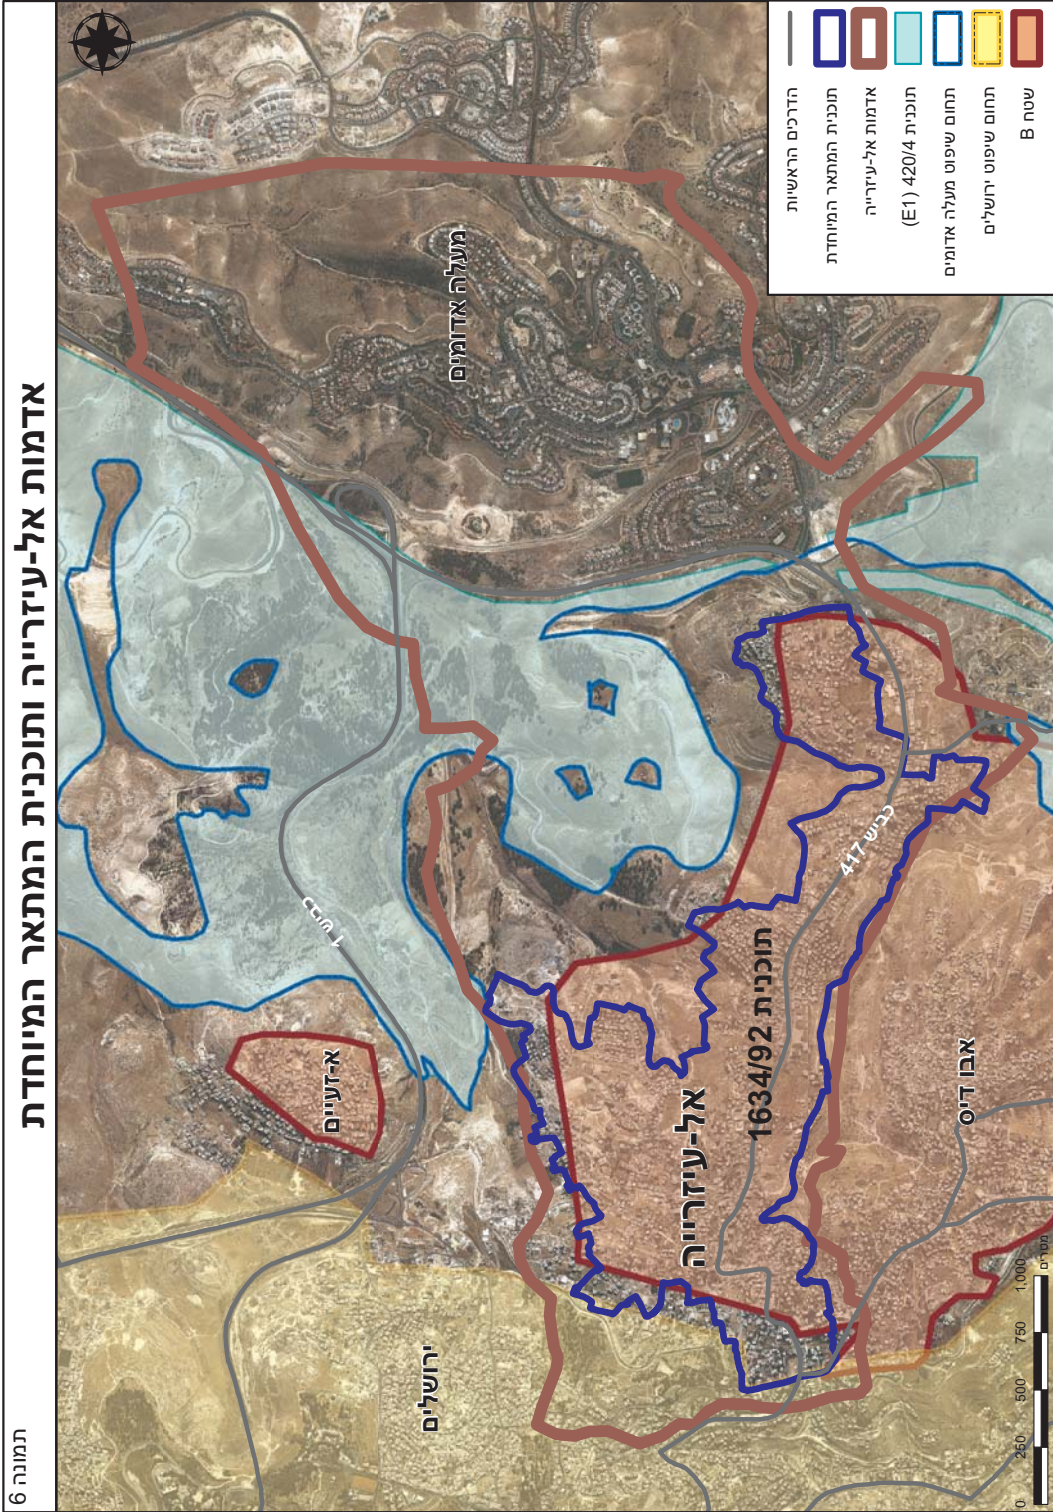 תמונה 6
אדמות אל-עיזרייה ותוכנית המתאר המיוחדת
מעלה אדומים
כביש 1
א-זעיים
ירושלים
כביש 417
תוכנית 1634/92
אל-עיזרייה
אבו דיס
הדרכים הראשיות
תוכנית המתאר המיוחדת
אדמות אל-עיזרייה
תוכנית 420/4 (E1)
תחום שיפוט מעלה אדומים
תחום שיפוט ירושלים
שטח B
0 250 500 750 1,000
מטרים